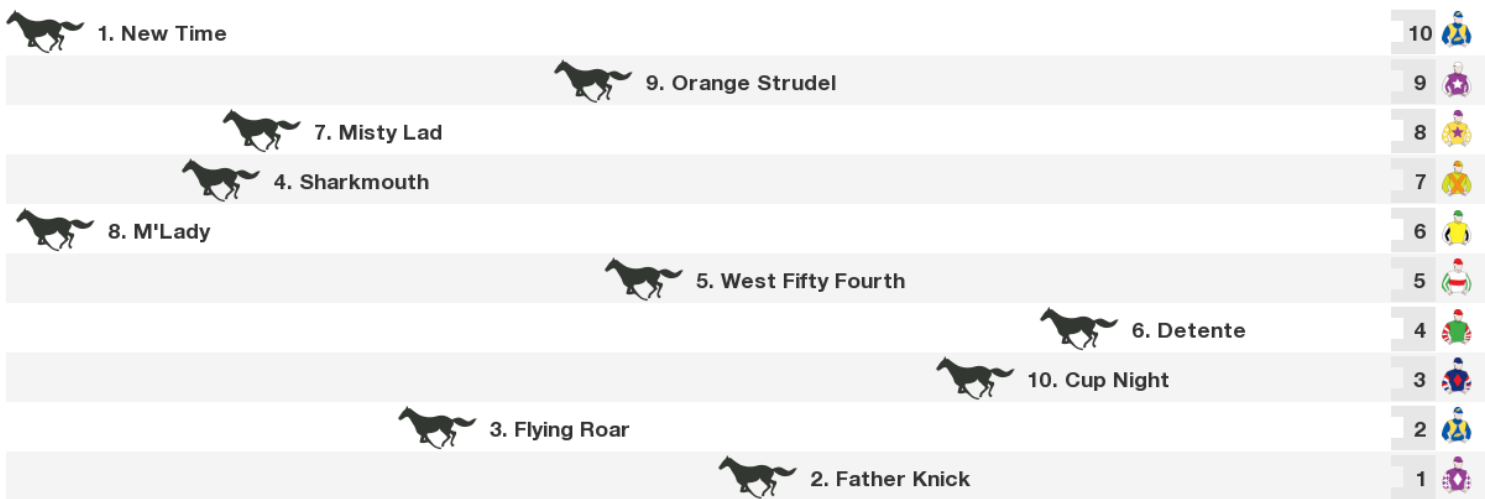 1. New Time 10
9. Orange Strudel 9
7. Misty Lad 8
4. Sharkmouth 7
8. M'Lady 6
5. West Fifty Fourth 5
6. Detente 4
10. Cup Night 3
3. Flying Roar 2
2. Father Knick 1